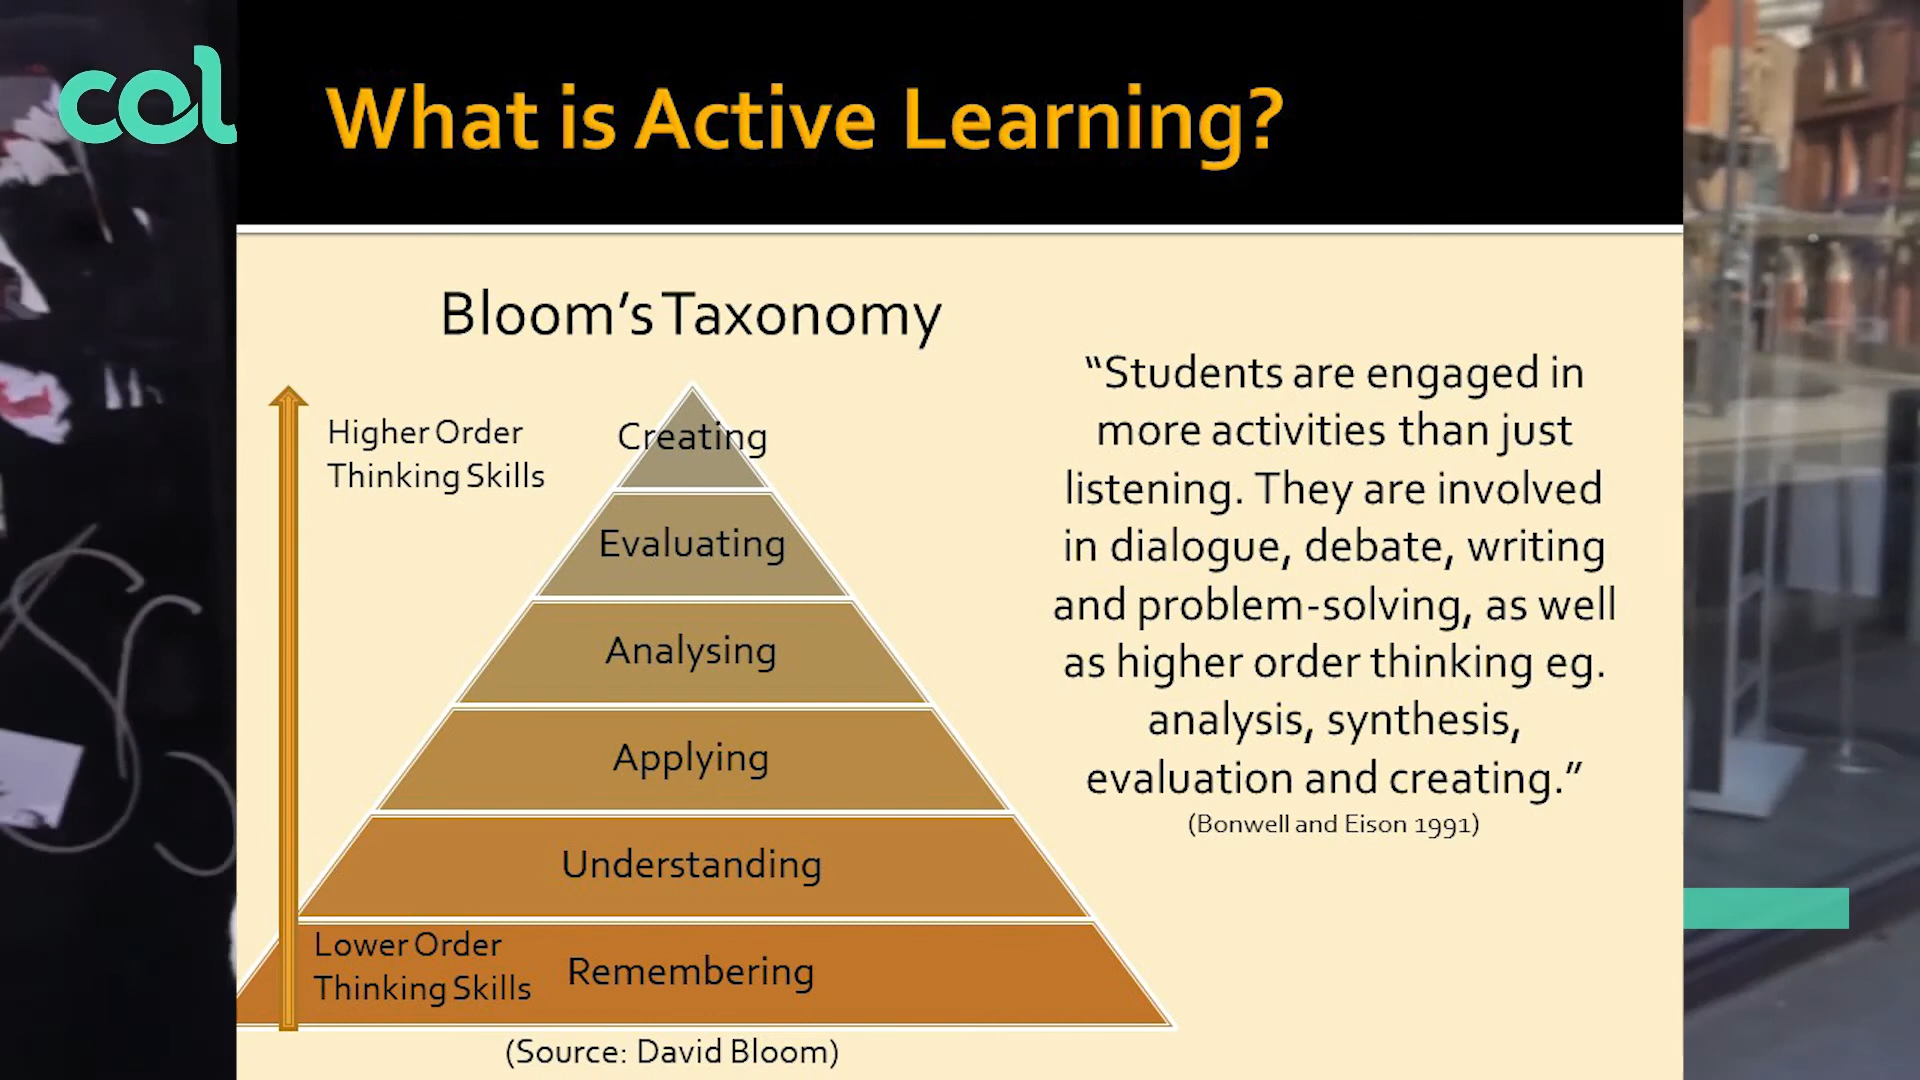 col
What is Active Learning?
Bloom's Taxonomy
Higher Order
Thinking Skills
Creating
Evaluating
Analysing
Applying
Understanding
Lower Order
Thinking Skills
Remembering
(Source: David Bloom)
“Students are engaged in
more activities than just
listening. They are involved
in dialogue, debate, writing
and problem-solving, as well
as higher order thinking eg.
analysis, synthesis,
evaluation and creating.”
(Bonwell and Eison 1991)